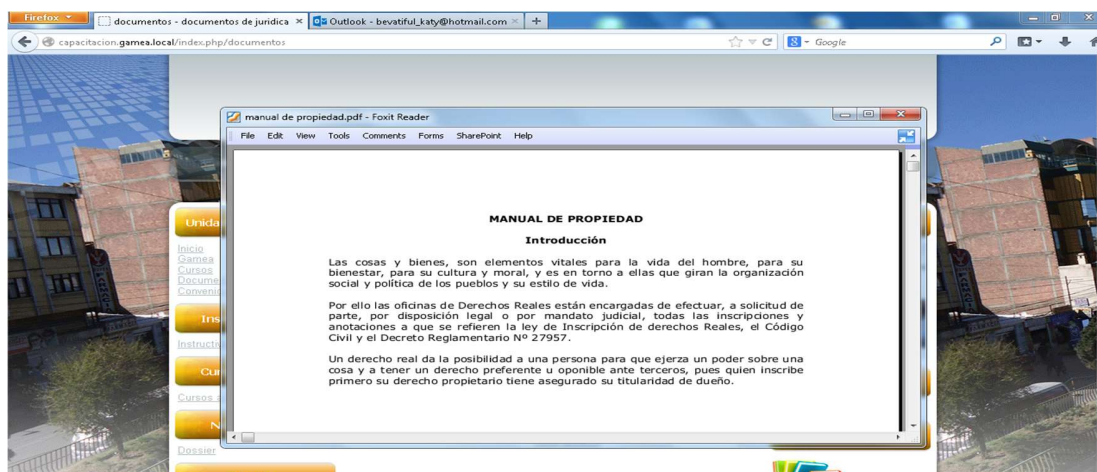 Firefox
documentos - documentos de juridica
Outlook - bevatiful_katy@hotmail.com
capacitacion.gamea.local/index.php/documentos
Google
manual de propiedad.pdf - Foxit Reader
File Edit View Tools Comments Forms SharePoint Help
MANUAL DE PROPIEDAD
Introducción
Las cosas y bienes, son elementos vitales para la vida del hombre, para su
bienestar, para su cultura y moral, y es en torno a ellas que giran la organización
social y política de los pueblos y su estilo de vida.
Por ello las oficinas de Derechos Reales están encargadas de efectuar, a solicitud de
parte, por disposición legal o por mandato judicial, todas las inscripciones y
anotaciones a que se refieren la ley de Inscripción de derechos Reales, el Código
Civil y el Decreto Reglamentario Nº 27957.
Un derecho real da la posibilidad a una persona para que ejerza un poder sobre una
cosa y a tener un derecho preferente u oponible ante terceros, pues quien inscribe
primero su derecho propietario tiene asegurado su titularidad de dueño.
Unida
Inicio
Gamea
Cursos
Docume
Convenio
Ins
Instructiv
Cur
Cursos a
N
Dossier